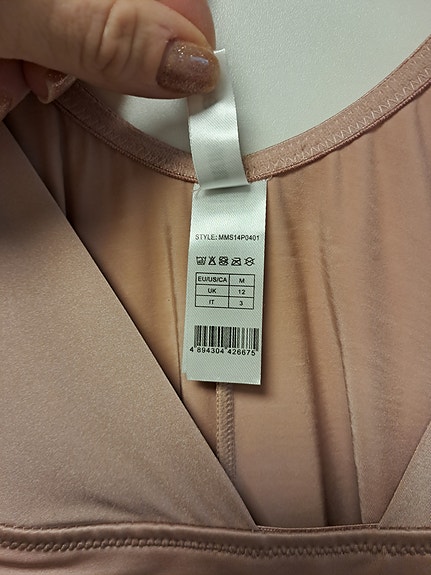 STYLE: MMS14P0401
EU/US/CA M
UK 12
IT 3
4 894304 426675